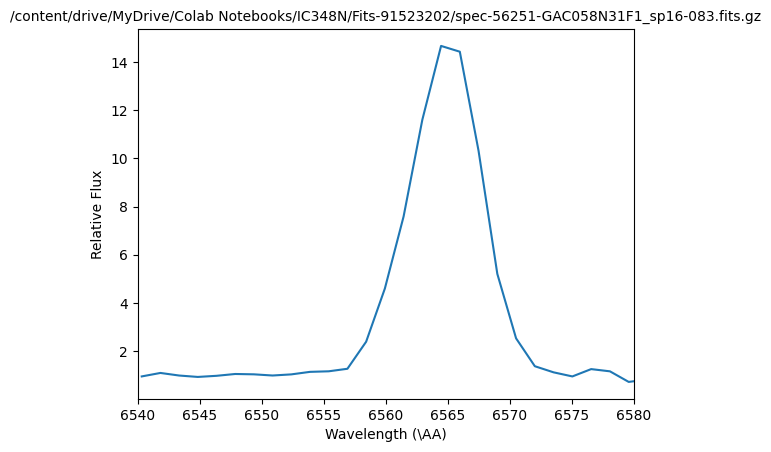 /content/drive/MyDrive/Colab Notebooks/IC348N/Fits-91523202/spec-56251-GAC058N31F1_sp16-083.fits.gz
14
12
10
8
6
4
2
Relative Flux
6540 6545 6550 6555 6560 6565 6570 6575 6580
Wavelength (\AA)